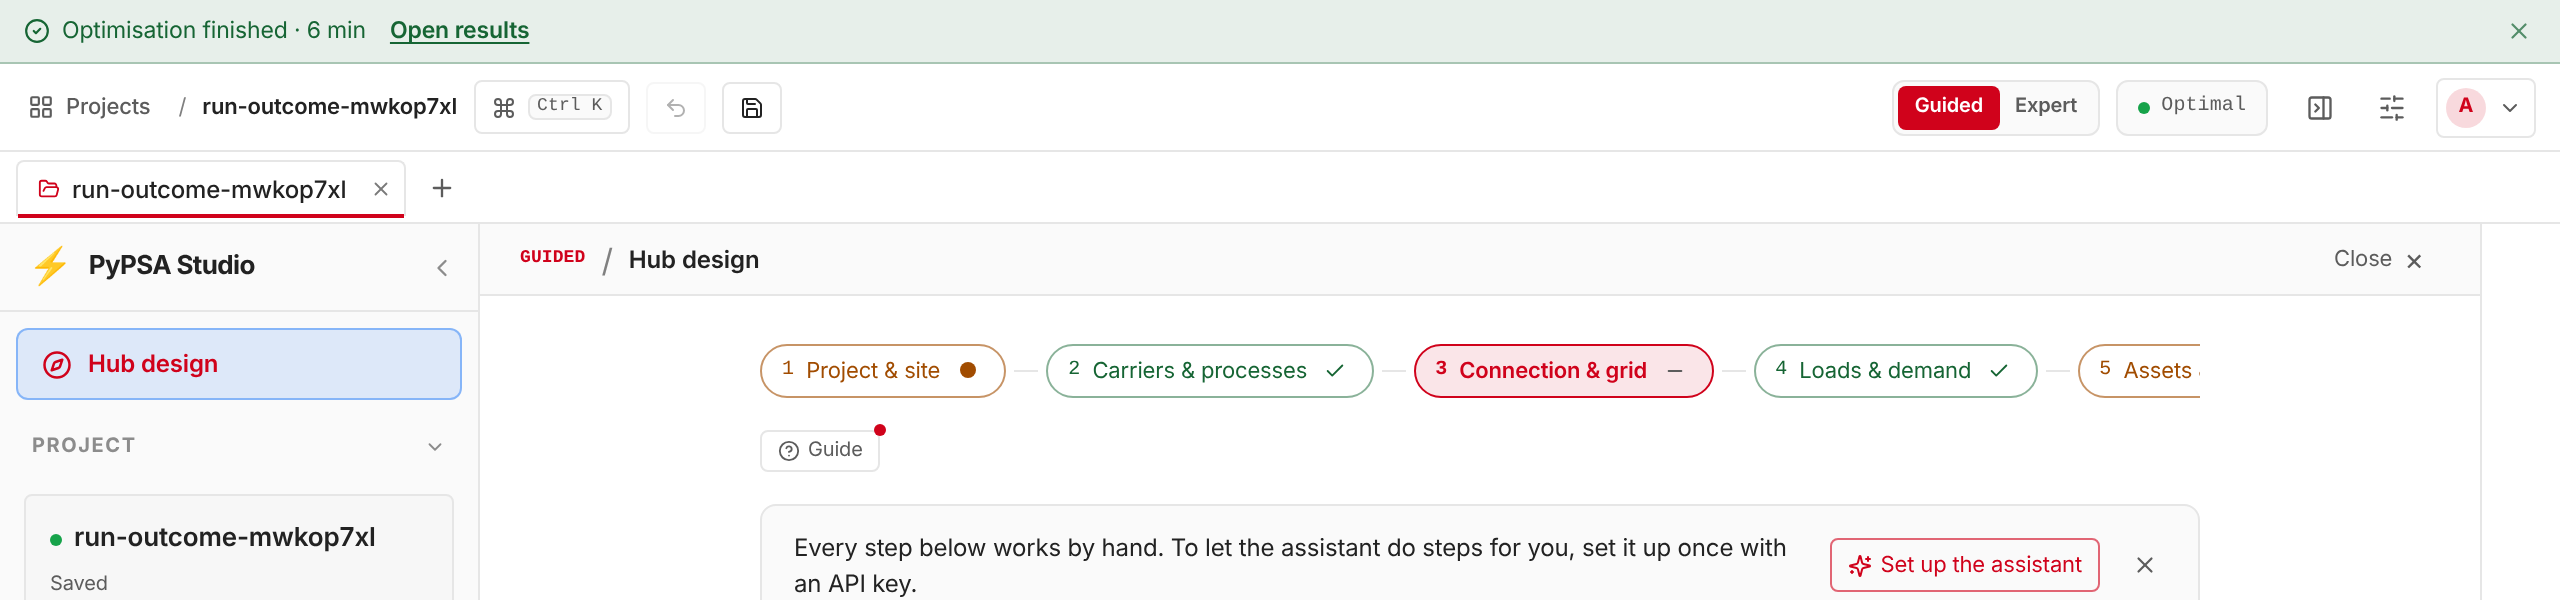 Optimisation finished · 6 min Open results
Projects / run-outcome-mwkop7xl Ctrl K Guided Expert Optimal A
run-outcome-mwkop7xl
PyPSA Studio
GUIDED / Hub design Close
Hub design
1 Project & site 2 Carriers & processes 3 Connection & grid 4 Loads & demand 5 Assets
PROJECT
Guide
run-outcome-mwkop7xl
Saved
Every step below works by hand. To let the assistant do steps for you, set it up once with
an API key.
Set up the assistant